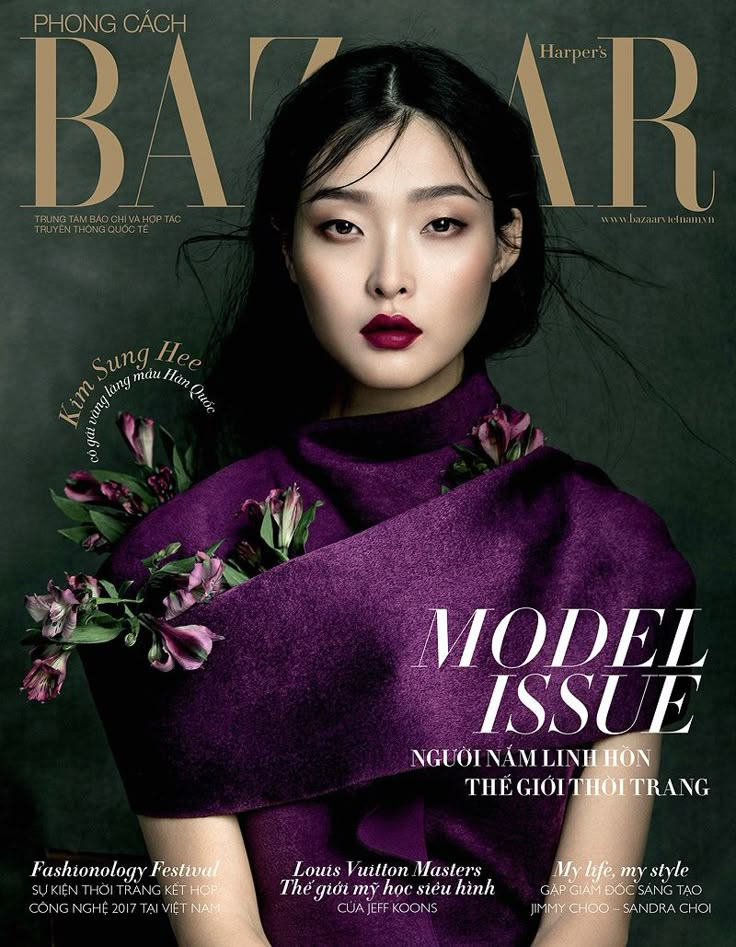 PHONG CÁCH
Harper's
BAZAAR
TRUNG TÂM BÁO CHÍ VÀ HỢP TÁC
TRUYỀN THÔNG QUỐC TẾ
www.bazaarvietnam.vn
Kim Sung Hee
cô gái vàng làng mẫu Hàn Quốc
MODEL
ISSUE
NGƯỜI NẮM LINH HỒN
THẾ GIỚI THỜI TRANG
Fashionology Festival
SỰ KIỆN THỜI TRANG KẾT HỢP
CÔNG NGHỆ 2017 TẠI VIỆT NAM
Louis Vuitton Masters
Thế giới mỹ học siêu hình
CỦA JEFF KOONS
My life, my style
GẶP GIÁM ĐỐC SÁNG TẠO
JIMMY CHOO – SANDRA CHOI